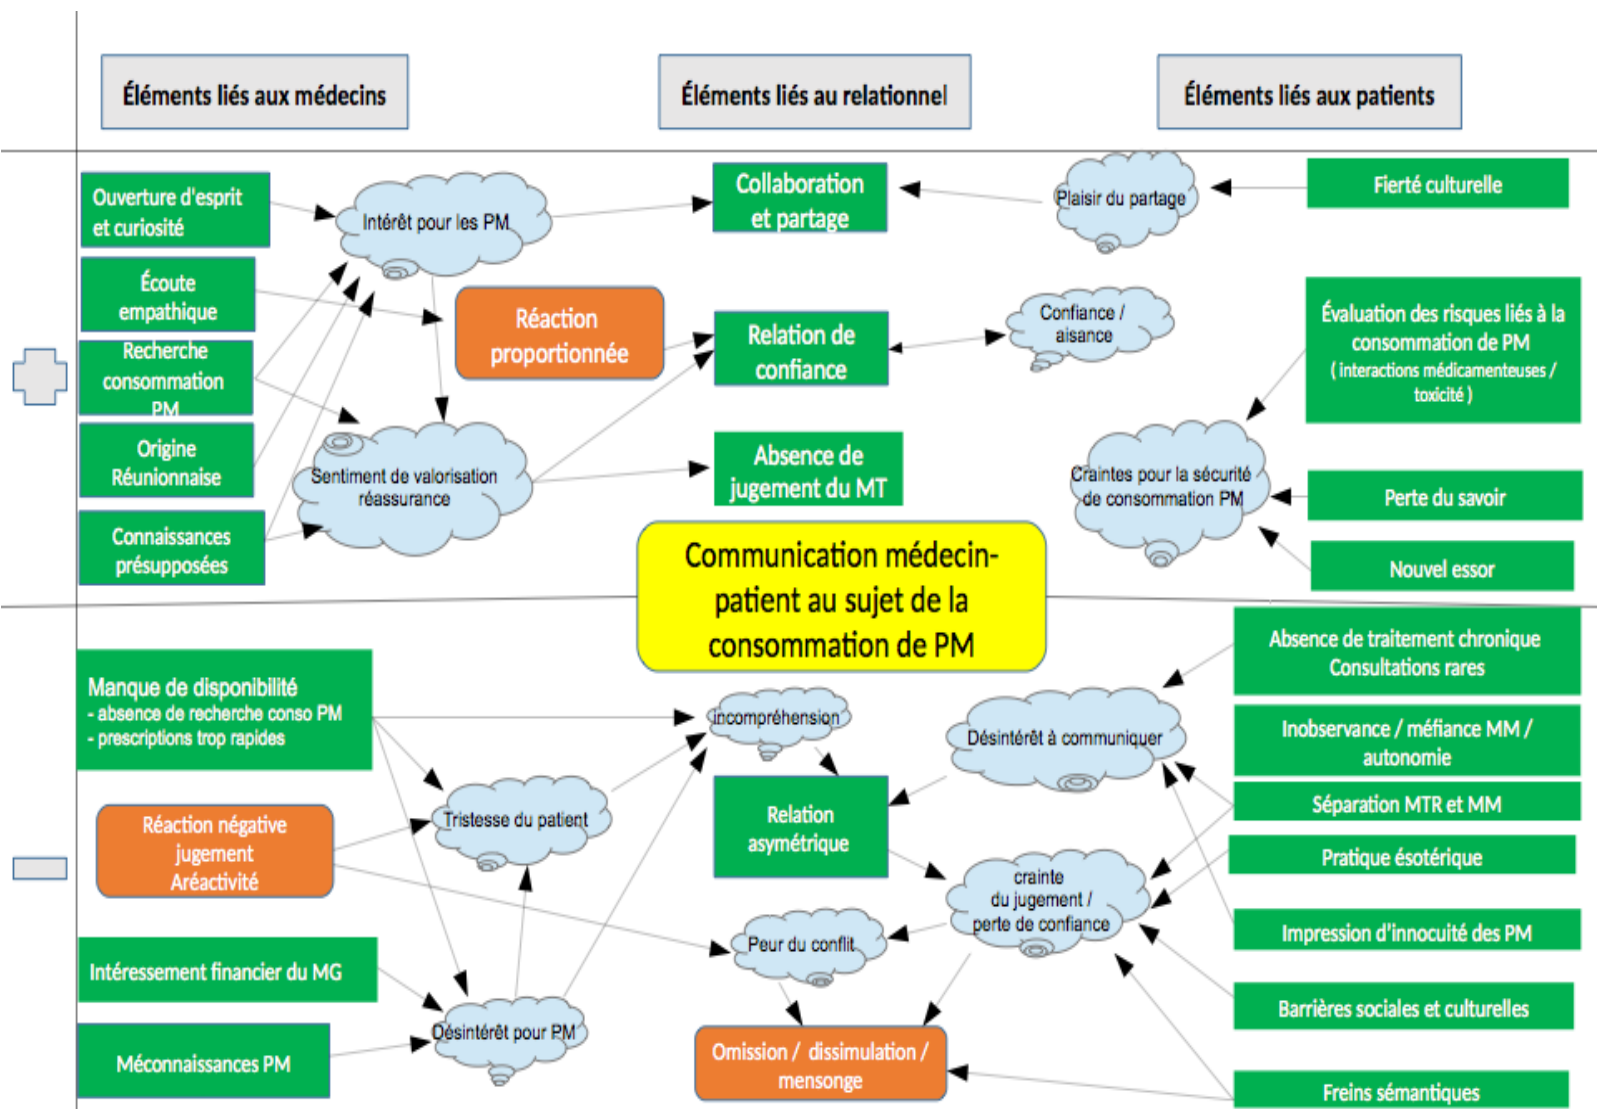 Éléments liés aux médecins
Éléments liés au relationnel
Éléments liés aux patients
Ouverture d'esprit
et curiosité
Intérêt pour les PM
Collaboration
et partage
Plaisir du partage
Fierté culturelle
Écoute
empathique
Réaction
proportionnée
Relation de
confiance
Confiance /
aisance
Évaluation des risques liés à la
consommation de PM
( interactions médicamenteuses /
toxicité )
Recherche
consommation
PM
Origine
Réunionnaise
Sentiment de valorisation
réassurance
Absence de
jugement du MT
Craintes pour la sécurité
de consommation PM
Perte du savoir
Connaissances
présupposées
Nouvel essor
Communication médecin-
patient au sujet de la
consommation de PM
Manque de disponibilité
- absence de recherche conso PM
- prescriptions trop rapides
incompréhension
Désintérêt à communiquer
Absence de traitement chronique
Consultations rares
Inobservance / méfiance MM /
autonomie
Réaction négative
jugement
Aréactivité
Tristesse du patient
Relation
asymétrique
Séparation MTR et MM
Pratique ésotérique
crainte
du jugement /
perte de confiance
Peur du conflit
Impression d'innocuité des PM
Intéressement financier du MG
Désintérêt pour PM
Barrières sociales et culturelles
Méconnaissances PM
Omission / dissimulation /
mensonge
Freins sémantiques